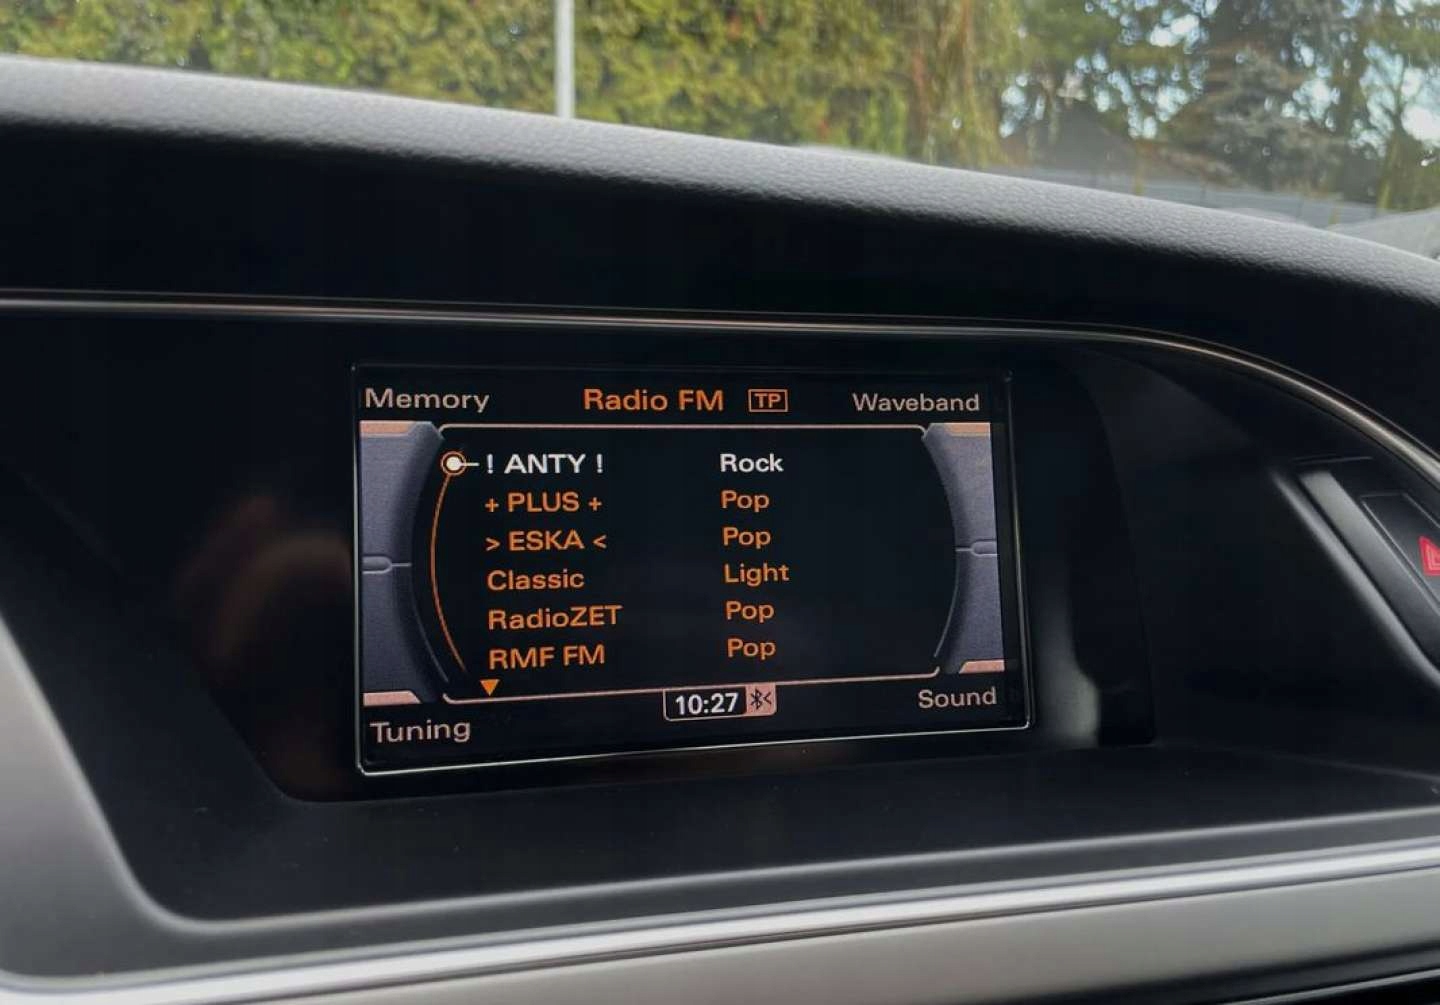 Memory Radio FM TP Waveband
! ANTY ! Rock
+ PLUS + Pop
> ESKA < Pop
Classic Light
RadioZET Pop
RMF FM Pop
10:27
Tuning Sound